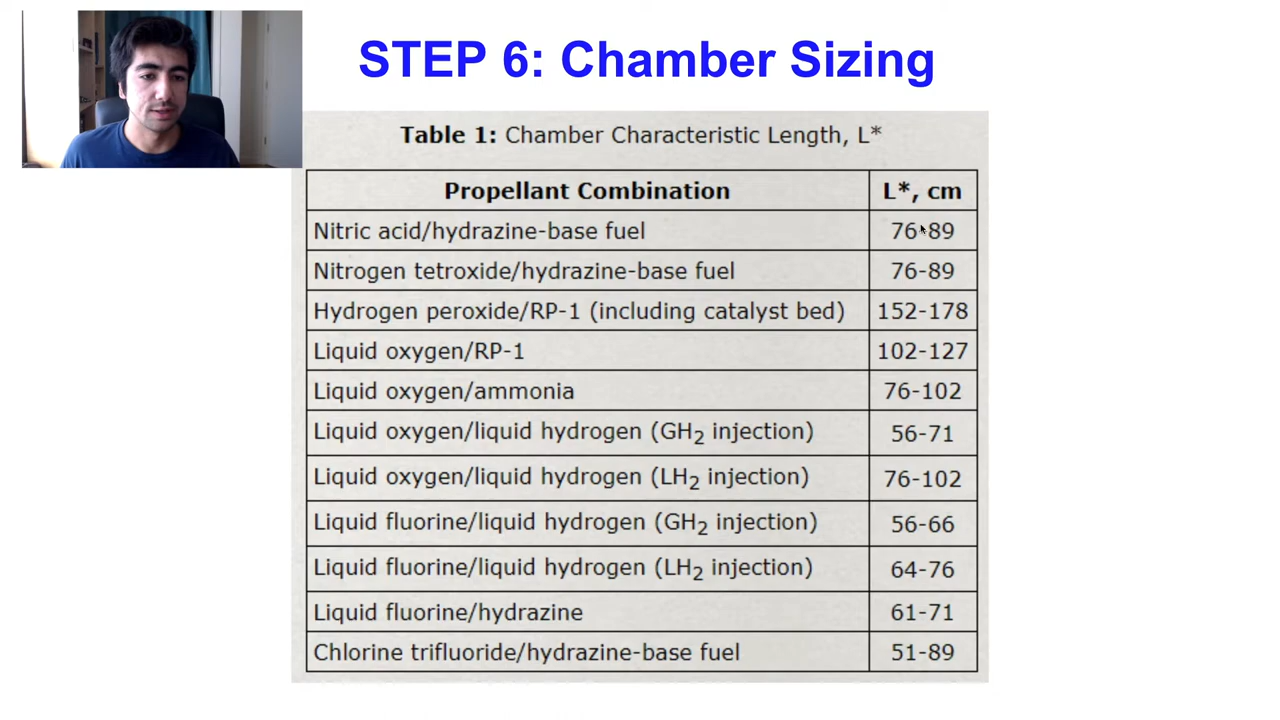 STEP 6: Chamber Sizing
Table 1: Chamber Characteristic Length, L*
Propellant Combination L*, cm
Nitric acid/hydrazine-base fuel 76-89
Nitrogen tetroxide/hydrazine-base fuel 76-89
Hydrogen peroxide/RP-1 (including catalyst bed) 152-178
Liquid oxygen/RP-1 102-127
Liquid oxygen/ammonia 76-102
Liquid oxygen/liquid hydrogen (GH₂ injection) 56-71
Liquid oxygen/liquid hydrogen (LH₂ injection) 76-102
Liquid fluorine/liquid hydrogen (GH₂ injection) 56-66
Liquid fluorine/liquid hydrogen (LH₂ injection) 64-76
Liquid fluorine/hydrazine 61-71
Chlorine trifluoride/hydrazine-base fuel 51-89